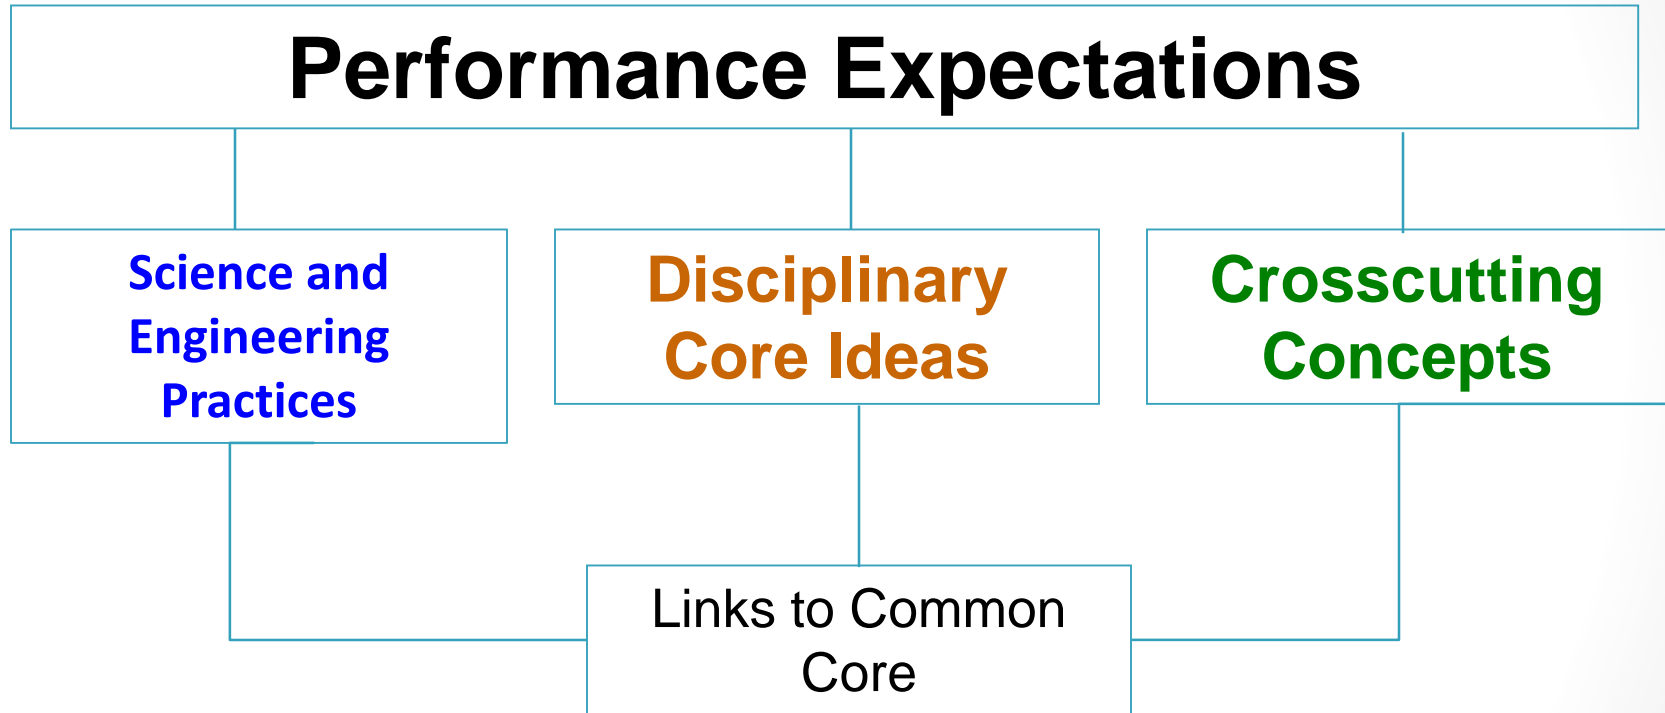 Performance Expectations
Science and
Engineering
Practices
Disciplinary
Core Ideas
Crosscutting
Concepts
Links to Common
Core